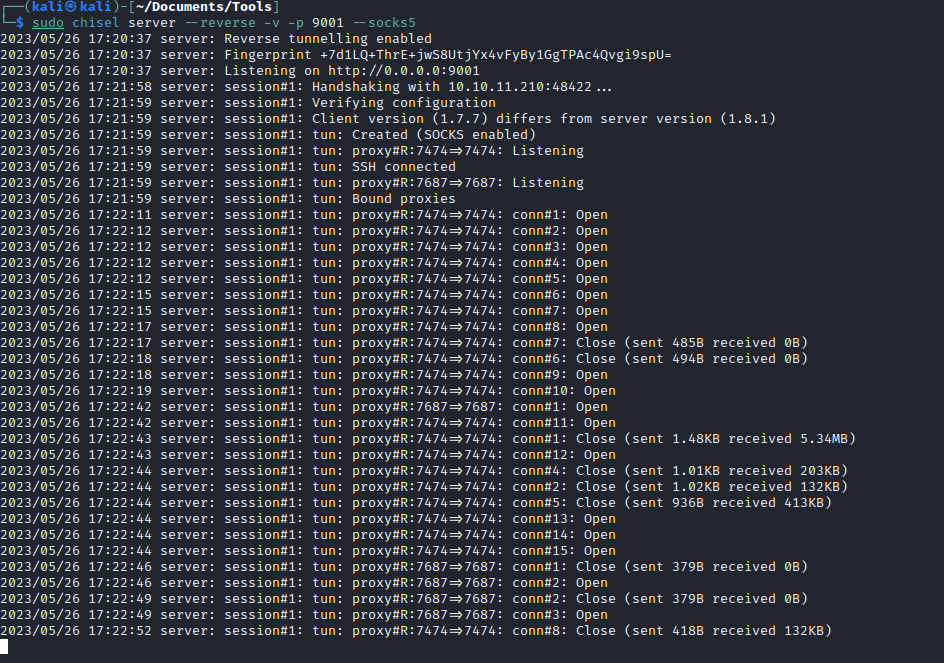 ┌──(kali㉿kali)-[~/Documents/Tools]
└─$ sudo chisel server --reverse -v -p 9001 --socks5
2023/05/26 17:20:37 server: Reverse tunnelling enabled
2023/05/26 17:20:37 server: Fingerprint +7d1LQ+ThrE+jwS8UtjYx4vFyBy1GgTPAc4Qvgi9spU=
2023/05/26 17:20:37 server: Listening on http://0.0.0.0:9001
2023/05/26 17:21:58 server: session#1: Handshaking with 10.10.11.210:48422...
2023/05/26 17:21:59 server: session#1: Verifying configuration
2023/05/26 17:21:59 server: session#1: Client version (1.7.7) differs from server version (1.8.1)
2023/05/26 17:21:59 server: session#1: tun: Created (SOCKS enabled)
2023/05/26 17:21:59 server: session#1: tun: proxy#R:7474=>7474: Listening
2023/05/26 17:21:59 server: session#1: tun: SSH connected
2023/05/26 17:21:59 server: session#1: tun: proxy#R:7687=>7687: Listening
2023/05/26 17:21:59 server: session#1: tun: Bound proxies
2023/05/26 17:22:11 server: session#1: tun: proxy#R:7474=>7474: conn#1: Open
2023/05/26 17:22:12 server: session#1: tun: proxy#R:7474=>7474: conn#2: Open
2023/05/26 17:22:12 server: session#1: tun: proxy#R:7474=>7474: conn#3: Open
2023/05/26 17:22:12 server: session#1: tun: proxy#R:7474=>7474: conn#4: Open
2023/05/26 17:22:12 server: session#1: tun: proxy#R:7474=>7474: conn#5: Open
2023/05/26 17:22:15 server: session#1: tun: proxy#R:7474=>7474: conn#6: Open
2023/05/26 17:22:15 server: session#1: tun: proxy#R:7474=>7474: conn#7: Open
2023/05/26 17:22:17 server: session#1: tun: proxy#R:7474=>7474: conn#8: Open
2023/05/26 17:22:17 server: session#1: tun: proxy#R:7474=>7474: conn#7: Close (sent 485B received 0B)
2023/05/26 17:22:18 server: session#1: tun: proxy#R:7474=>7474: conn#6: Close (sent 494B received 0B)
2023/05/26 17:22:18 server: session#1: tun: proxy#R:7474=>7474: conn#9: Open
2023/05/26 17:22:19 server: session#1: tun: proxy#R:7474=>7474: conn#10: Open
2023/05/26 17:22:42 server: session#1: tun: proxy#R:7687=>7687: conn#1: Open
2023/05/26 17:22:42 server: session#1: tun: proxy#R:7474=>7474: conn#11: Open
2023/05/26 17:22:43 server: session#1: tun: proxy#R:7474=>7474: conn#1: Close (sent 1.48KB received 5.34MB)
2023/05/26 17:22:43 server: session#1: tun: proxy#R:7474=>7474: conn#12: Open
2023/05/26 17:22:44 server: session#1: tun: proxy#R:7474=>7474: conn#4: Close (sent 1.01KB received 203KB)
2023/05/26 17:22:44 server: session#1: tun: proxy#R:7474=>7474: conn#2: Close (sent 1.02KB received 132KB)
2023/05/26 17:22:44 server: session#1: tun: proxy#R:7474=>7474: conn#5: Close (sent 936B received 413KB)
2023/05/26 17:22:44 server: session#1: tun: proxy#R:7474=>7474: conn#13: Open
2023/05/26 17:22:44 server: session#1: tun: proxy#R:7474=>7474: conn#14: Open
2023/05/26 17:22:44 server: session#1: tun: proxy#R:7474=>7474: conn#15: Open
2023/05/26 17:22:46 server: session#1: tun: proxy#R:7687=>7687: conn#1: Close (sent 379B received 0B)
2023/05/26 17:22:46 server: session#1: tun: proxy#R:7687=>7687: conn#2: Open
2023/05/26 17:22:49 server: session#1: tun: proxy#R:7687=>7687: conn#2: Close (sent 379B received 0B)
2023/05/26 17:22:49 server: session#1: tun: proxy#R:7687=>7687: conn#3: Open
2023/05/26 17:22:52 server: session#1: tun: proxy#R:7474=>7474: conn#8: Close (sent 418B received 132KB)